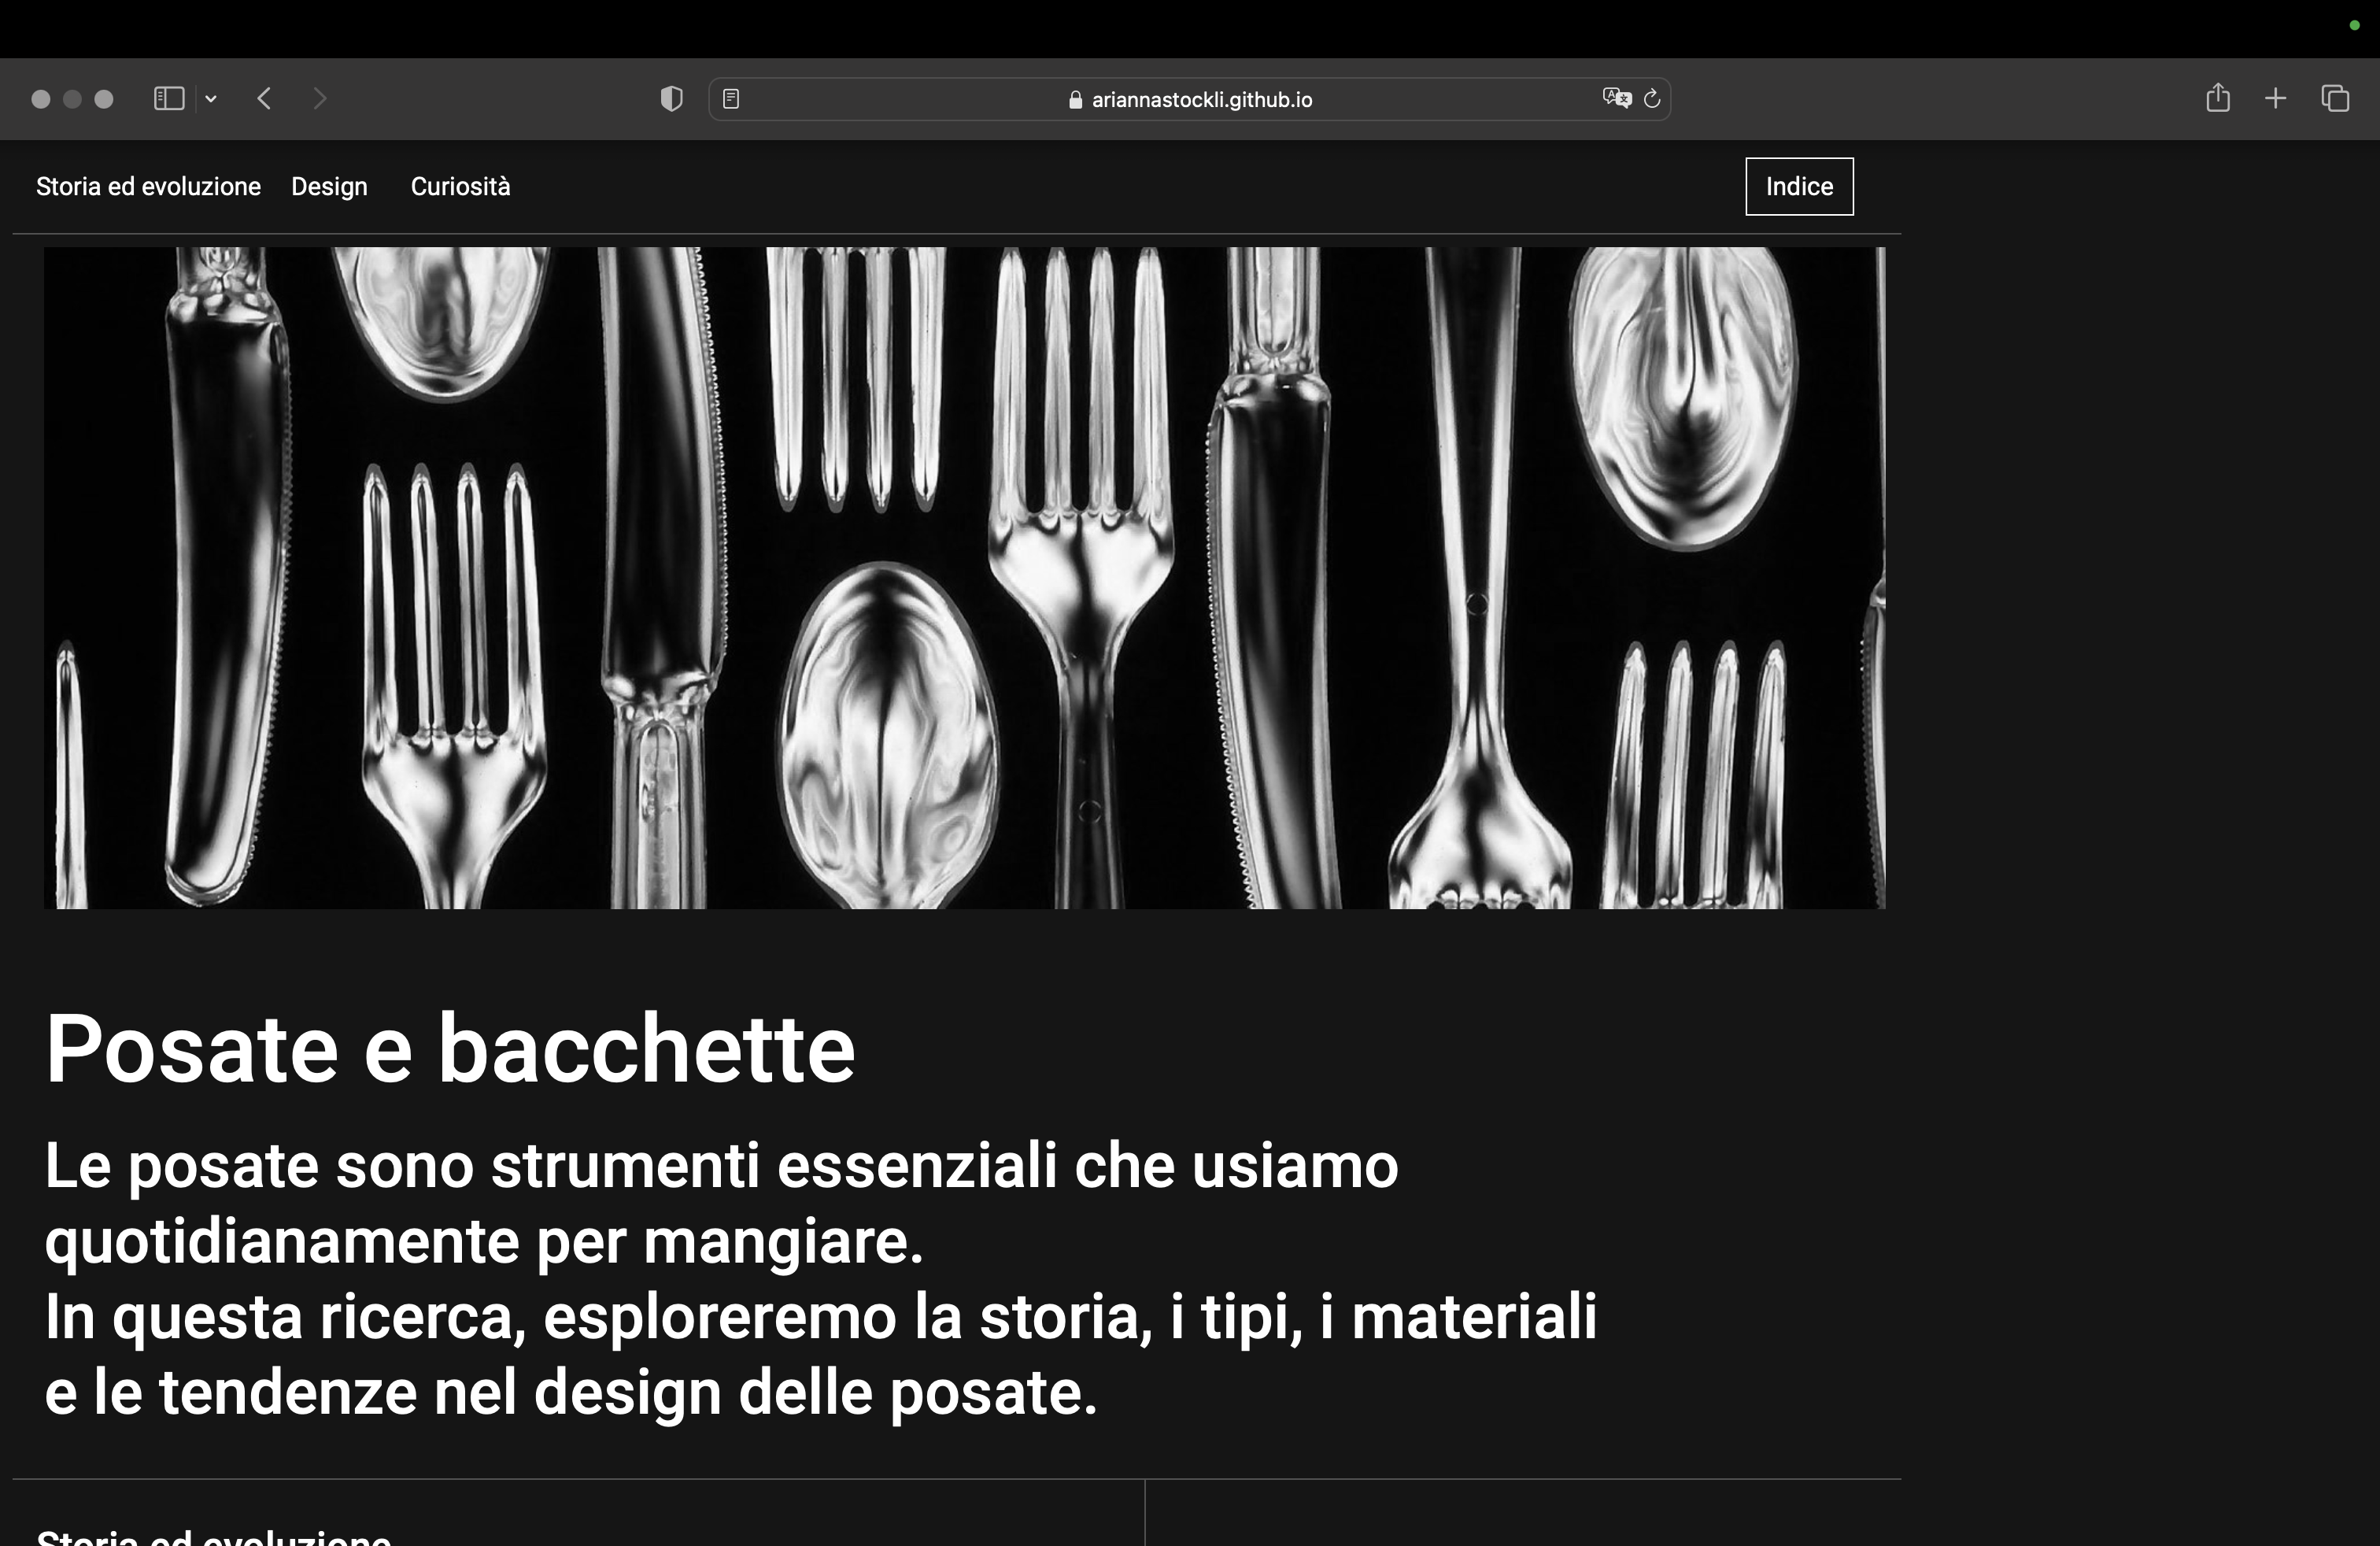 ariannastockli.github.io
Storia ed evoluzione Design Curiosità Indice
Posate e bacchette
Le posate sono strumenti essenziali che usiamo
quotidianamente per mangiare.
In questa ricerca, esploreremo la storia, i tipi, i materiali
e le tendenze nel design delle posate.
Storia ed evoluzione